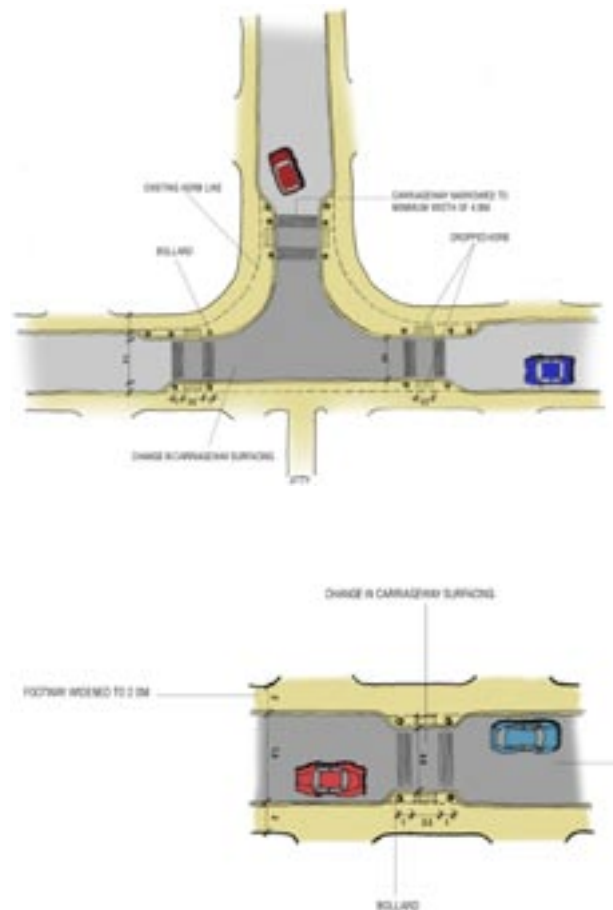 EXISTING KERB LINE
CARRIAGEWAY NARROWED TO
MINIMUM WIDTH OF 4.8M
DROPPED KERB
BOLLARD
CHANGE IN CARRIAGEWAY SURFACING
CHANGE IN CARRIAGEWAY SURFACING
FOOTWAY WIDENED TO 2.0M
BOLLARD